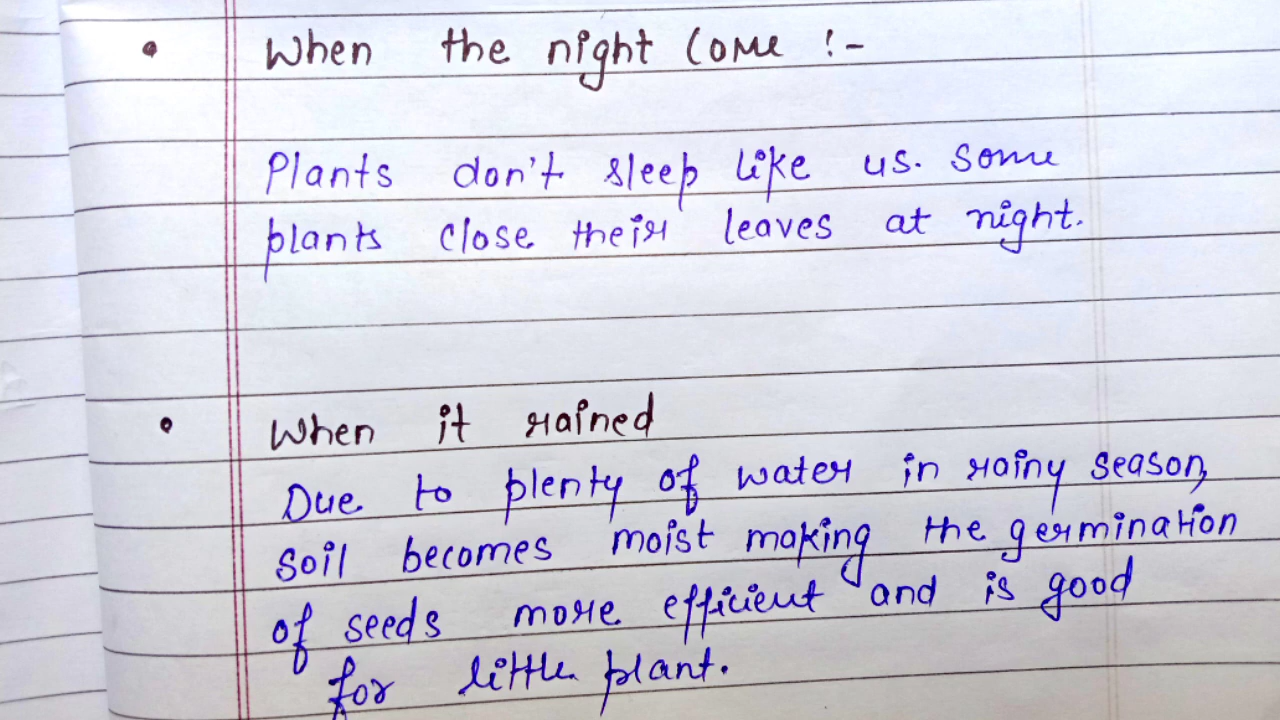 • When the night Come :-
Plants don't sleep like us. some
plants close their leaves at night.
• When it rained
Due to plenty of water in rainy season,
soil becomes moist making the germination
of seeds more efficient and is good
for little plant.